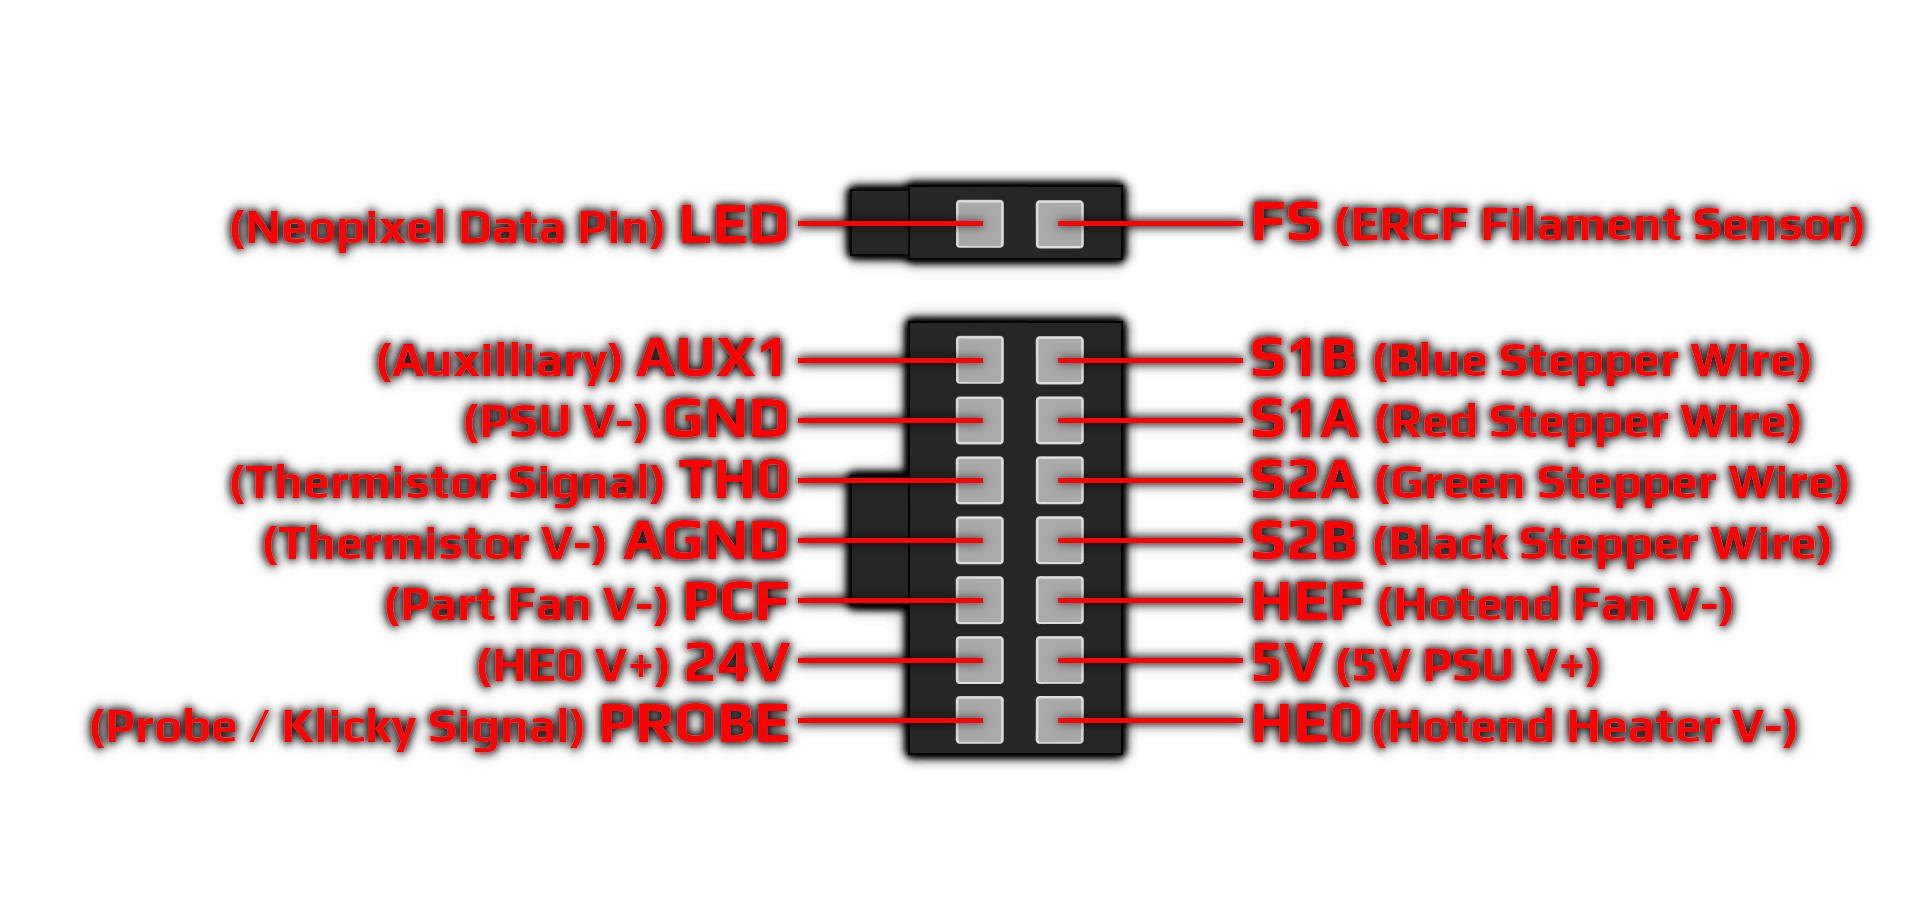 (Neopixel Data Pin) LED FS (ERCF Filament Sensor)
(Auxilliary) AUX1 S1B (Blue Stepper Wire)
(PSU V-) GND S1A (Red Stepper Wire)
(Thermistor Signal) TH0 S2A (Green Stepper Wire)
(Thermistor V-) AGND S2B (Black Stepper Wire)
(Part Fan V-) PCF HEF (Hotend Fan V-)
(HE0 V+) 24V 5V (5V PSU V+)
(Probe / Klicky Signal) PROBE HE0 (Hotend Heater V-)